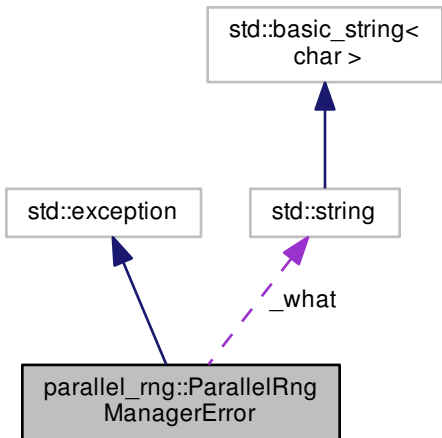 std::basic_string<
char >
std::exception
std::string
_what
parallel_rng::ParallelRng
ManagerError